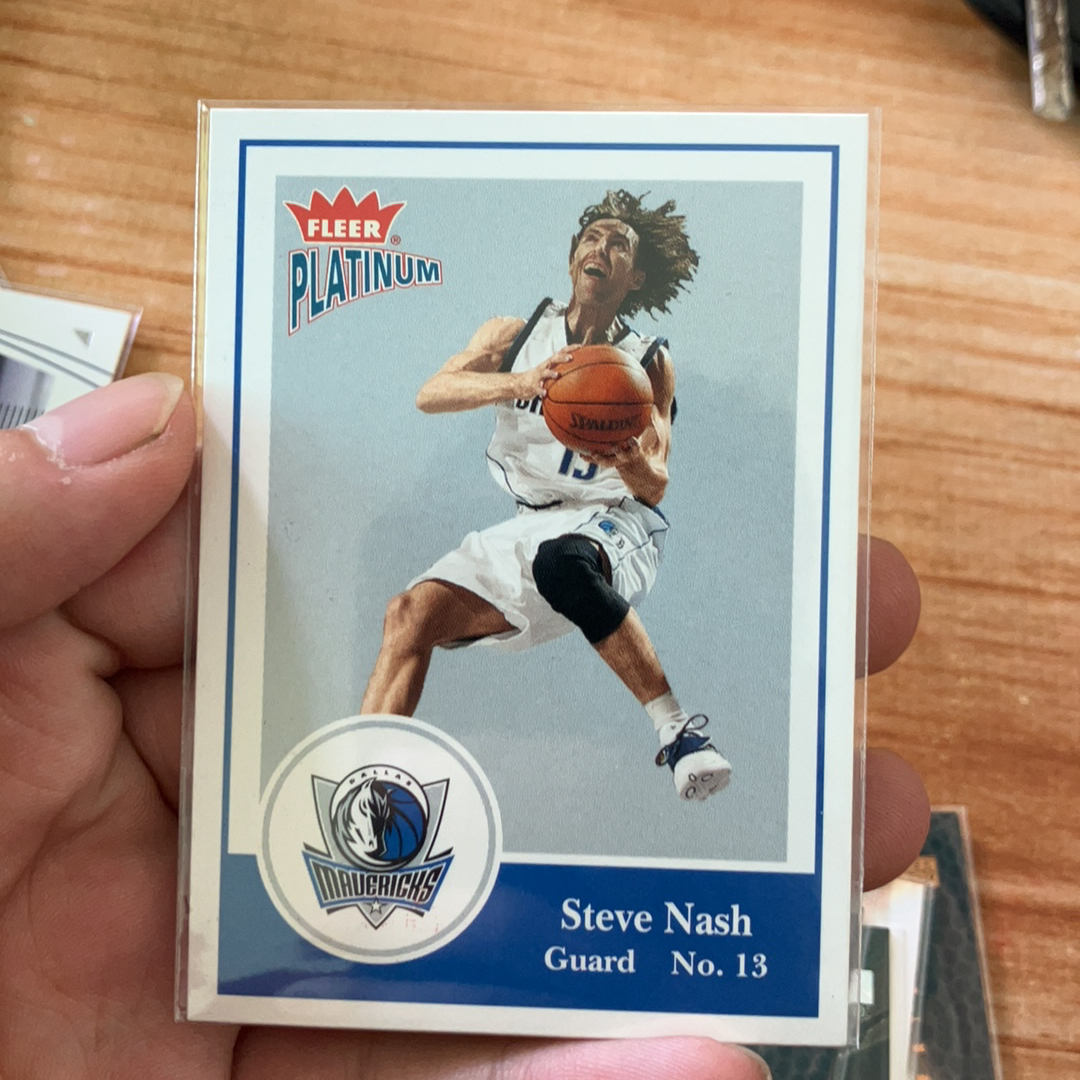 FLEER®
PLATINUM
SPALDING
13
DALLAS
MAVERICKS
Steve Nash
Guard No. 13